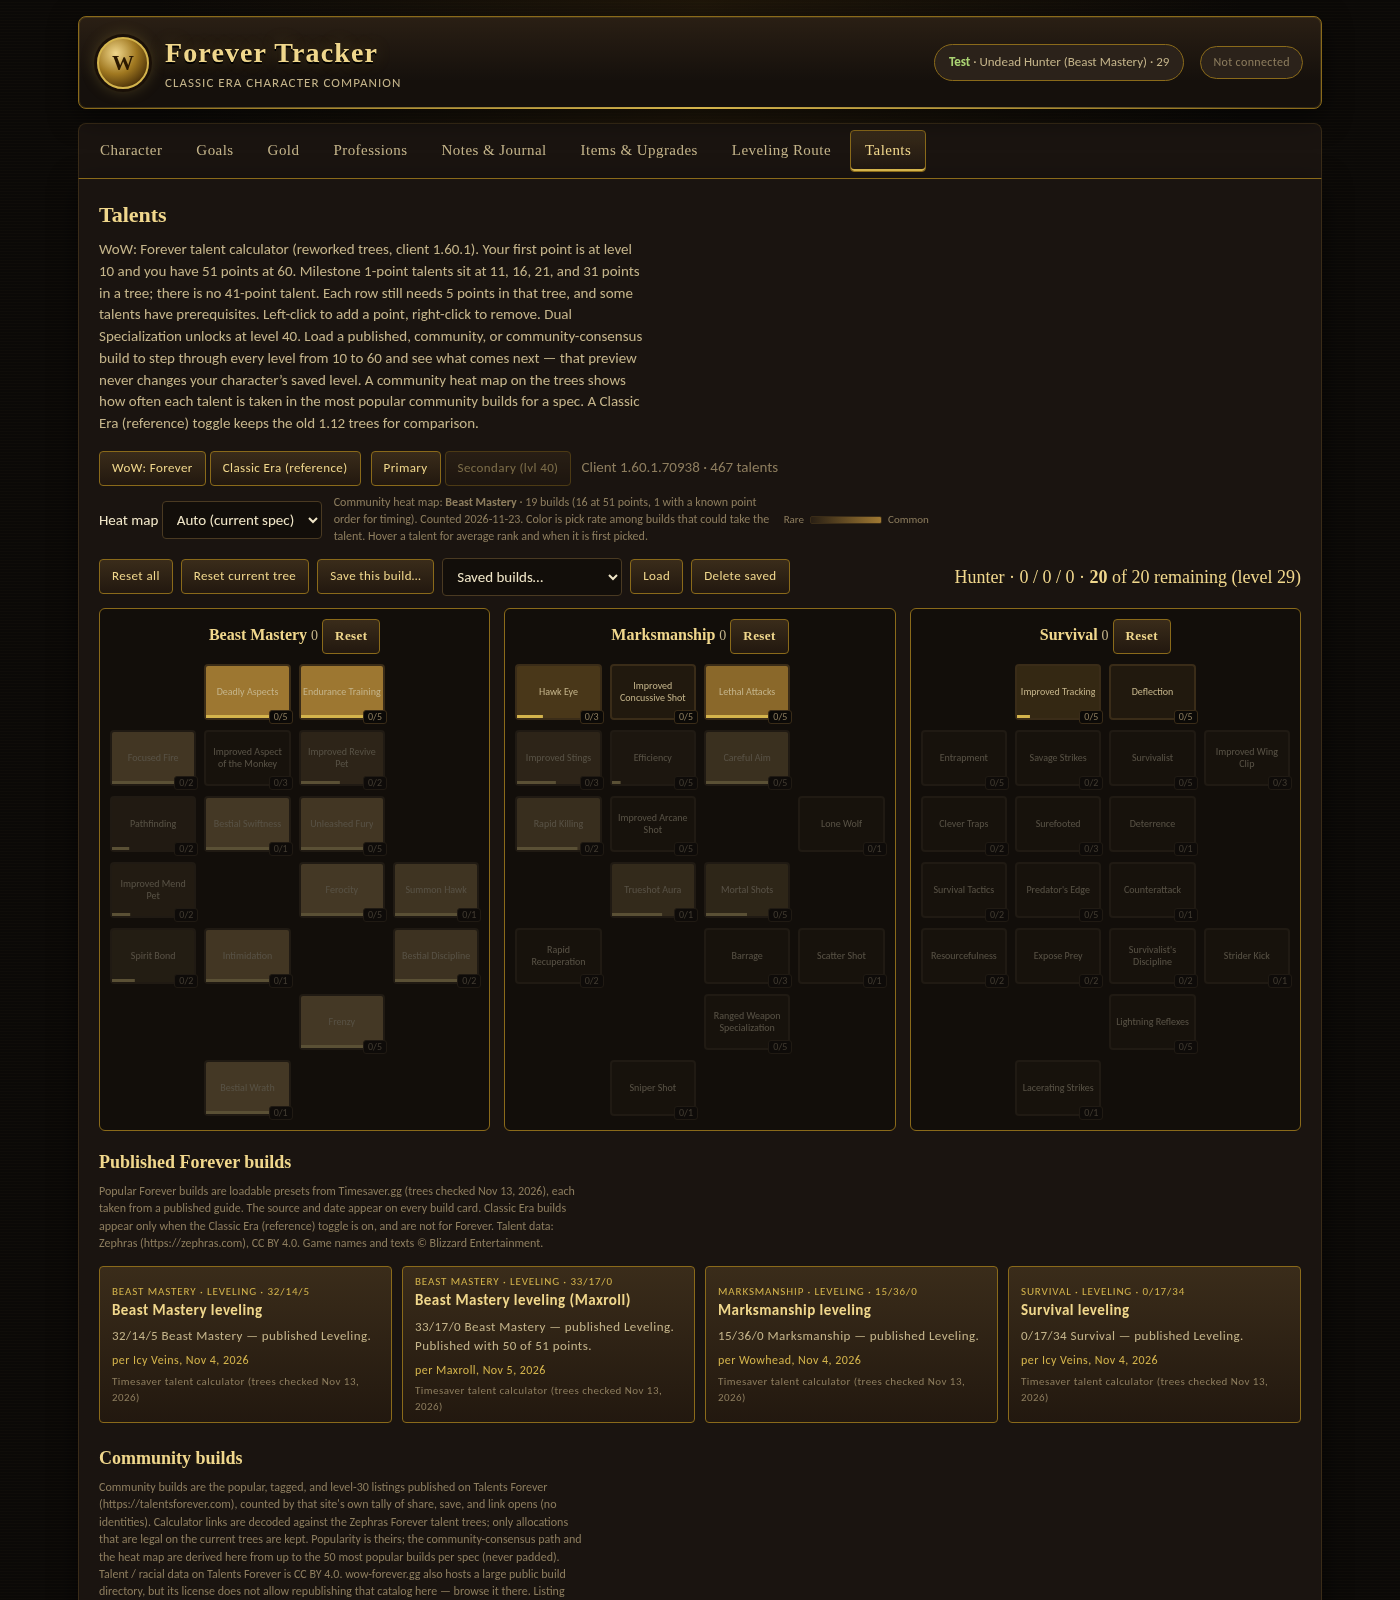 W
Forever Tracker
CLASSIC ERA CHARACTER COMPANION
Test · Undead Hunter (Beast Mastery) · 29
Not connected
Character
Goals
Gold
Professions
Notes & Journal
Items & Upgrades
Leveling Route
Talents
Talents
WoW: Forever talent calculator (reworked trees, client 1.60.1). Your first point is at level
10 and you have 51 points at 60. Milestone 1-point talents sit at 11, 16, 21, and 31 points
in a tree; there is no 41-point talent. Each row still needs 5 points in that tree, and some
talents have prerequisites. Left-click to add a point, right-click to remove. Dual
Specialization unlocks at level 40. Load a published, community, or community-consensus
build to step through every level from 10 to 60 and see what comes next — that preview
never changes your character’s saved level. A community heat map on the trees shows
how often each talent is taken in the most popular community builds for a spec. A Classic
Era (reference) toggle keeps the old 1.12 trees for comparison.
WoW: Forever
Classic Era (reference)
Primary
Secondary (lvl 40)
Client 1.60.1.70938 · 467 talents
Heat map
Auto (current spec)
Community heat map: Beast Mastery · 19 builds (16 at 51 points, 1 with a known point
order for timing). Counted 2026-11-23. Color is pick rate among builds that could take the
talent. Hover a talent for average rank and when it is first picked.
Rare
Common
Reset all
Reset current tree
Save this build...
Saved builds...
Load
Delete saved
Hunter · 0 / 0 / 0 · 20 of 20 remaining (level 29)
Beast Mastery 0
Reset
Deadly Aspects
0/5
Endurance Training
0/5
Focused Fire
0/2
Improved Aspect
of the Monkey
0/3
Improved Revive
Pet
0/2
Pathfinding
0/2
Bestial Swiftness
0/1
Unleashed Fury
0/5
Improved Mend
Pet
0/2
Ferocity
0/5
Summon Hawk
0/1
Spirit Bond
0/2
Intimidation
0/1
Bestial Discipline
0/2
Frenzy
0/5
Bestial Wrath
0/1
Marksmanship 0
Reset
Hawk Eye
0/3
Improved
Concussive Shot
0/5
Lethal Attacks
0/5
Improved Stings
0/3
Efficiency
0/5
Careful Aim
0/5
Rapid Killing
0/2
Improved Arcane
Shot
0/5
Lone Wolf
0/1
Trueshot Aura
0/1
Mortal Shots
0/5
Rapid
Recuperation
0/2
Barrage
0/3
Scatter Shot
0/1
Ranged Weapon
Specialization
0/5
Sniper Shot
0/1
Survival 0
Reset
Improved Tracking
0/5
Deflection
0/5
Entrapment
0/5
Savage Strikes
0/2
Survivalist
0/5
Improved Wing
Clip
0/3
Clever Traps
0/2
Surefooted
0/3
Deterrence
0/1
Survival Tactics
0/2
Predator's Edge
0/5
Counterattack
0/1
Resourcefulness
0/2
Expose Prey
0/2
Survivalist's
Discipline
0/2
Strider Kick
0/1
Lightning Reflexes
0/5
Lacerating Strikes
0/1
Published Forever builds
Popular Forever builds are loadable presets from Timesaver.gg (trees checked Nov 13, 2026), each
taken from a published guide. The source and date appear on every build card. Classic Era builds
appear only when the Classic Era (reference) toggle is on, and are not for Forever. Talent data:
Zephras (https://zephras.com), CC BY 4.0. Game names and texts © Blizzard Entertainment.
BEAST MASTERY · LEVELING · 32/14/5
Beast Mastery leveling
32/14/5 Beast Mastery — published Leveling.
per Icy Veins, Nov 4, 2026
Timesaver talent calculator (trees checked Nov 13,
2026)
BEAST MASTERY · LEVELING · 33/17/0
Beast Mastery leveling (Maxroll)
33/17/0 Beast Mastery — published Leveling.
Published with 50 of 51 points.
per Maxroll, Nov 5, 2026
Timesaver talent calculator (trees checked Nov 13,
2026)
MARKSMANSHIP · LEVELING · 15/36/0
Marksmanship leveling
15/36/0 Marksmanship — published Leveling.
per Wowhead, Nov 4, 2026
Timesaver talent calculator (trees checked Nov 13,
2026)
SURVIVAL · LEVELING · 0/17/34
Survival leveling
0/17/34 Survival — published Leveling.
per Icy Veins, Nov 4, 2026
Timesaver talent calculator (trees checked Nov 13,
2026)
Community builds
Community builds are the popular, tagged, and level-30 listings published on Talents Forever
(https://talentsforever.com), counted by that site's own tally of share, save, and link opens (no
identities). Calculator links are decoded against the Zephras Forever talent trees; only allocations
that are legal on the current trees are kept. Popularity is theirs; the community-consensus path and
the heat map are derived here from up to the 50 most popular builds per spec (never padded).
Talent / racial data on Talents Forever is CC BY 4.0. wow-forever.gg also hosts a large public build
directory, but its license does not allow republishing that catalog here — browse it there. Listing